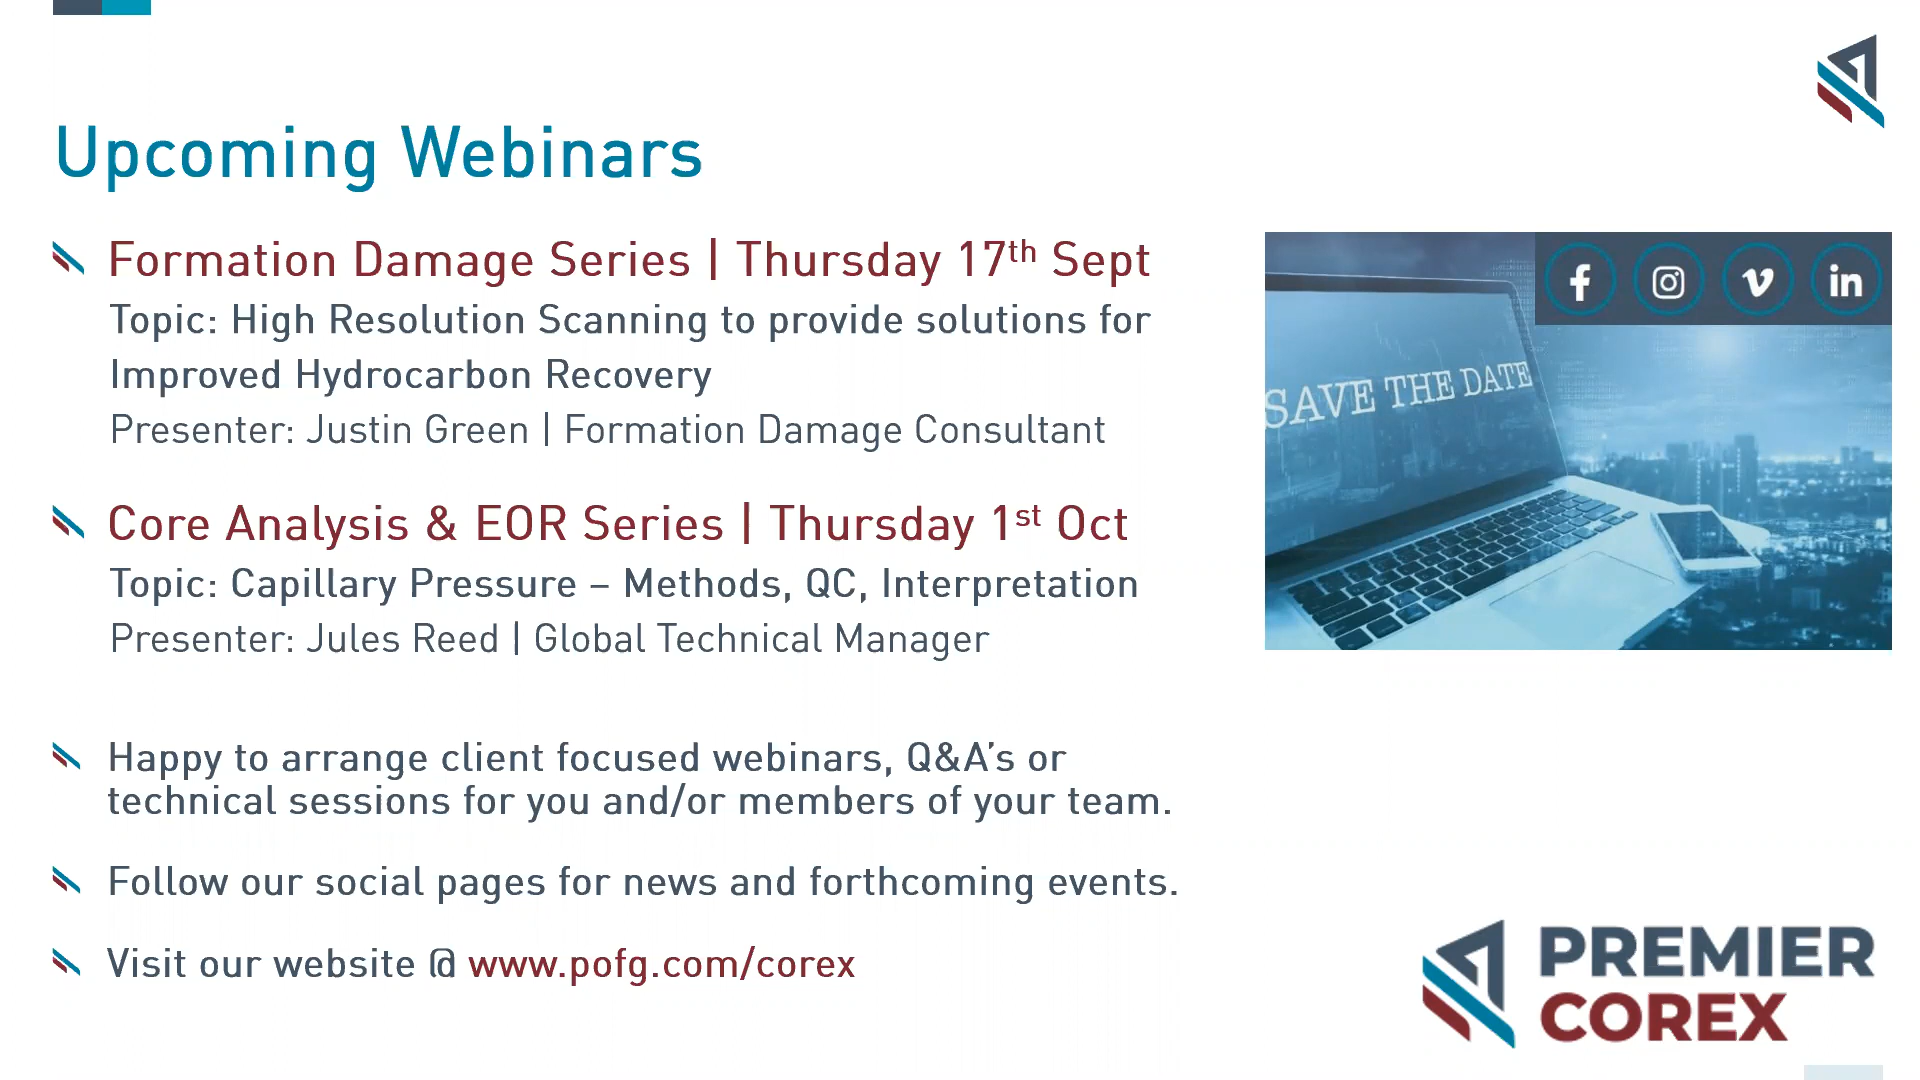 Upcoming Webinars
Formation Damage Series | Thursday 17th Sept
Topic: High Resolution Scanning to provide solutions for
Improved Hydrocarbon Recovery
Presenter: Justin Green | Formation Damage Consultant
SAVE THE DATE
Core Analysis & EOR Series | Thursday 1st Oct
Topic: Capillary Pressure – Methods, QC, Interpretation
Presenter: Jules Reed | Global Technical Manager
Happy to arrange client focused webinars, Q&A’s or
technical sessions for you and/or members of your team.
Follow our social pages for news and forthcoming events.
Visit our website @ www.pofg.com/corex
PREMIER
COREX